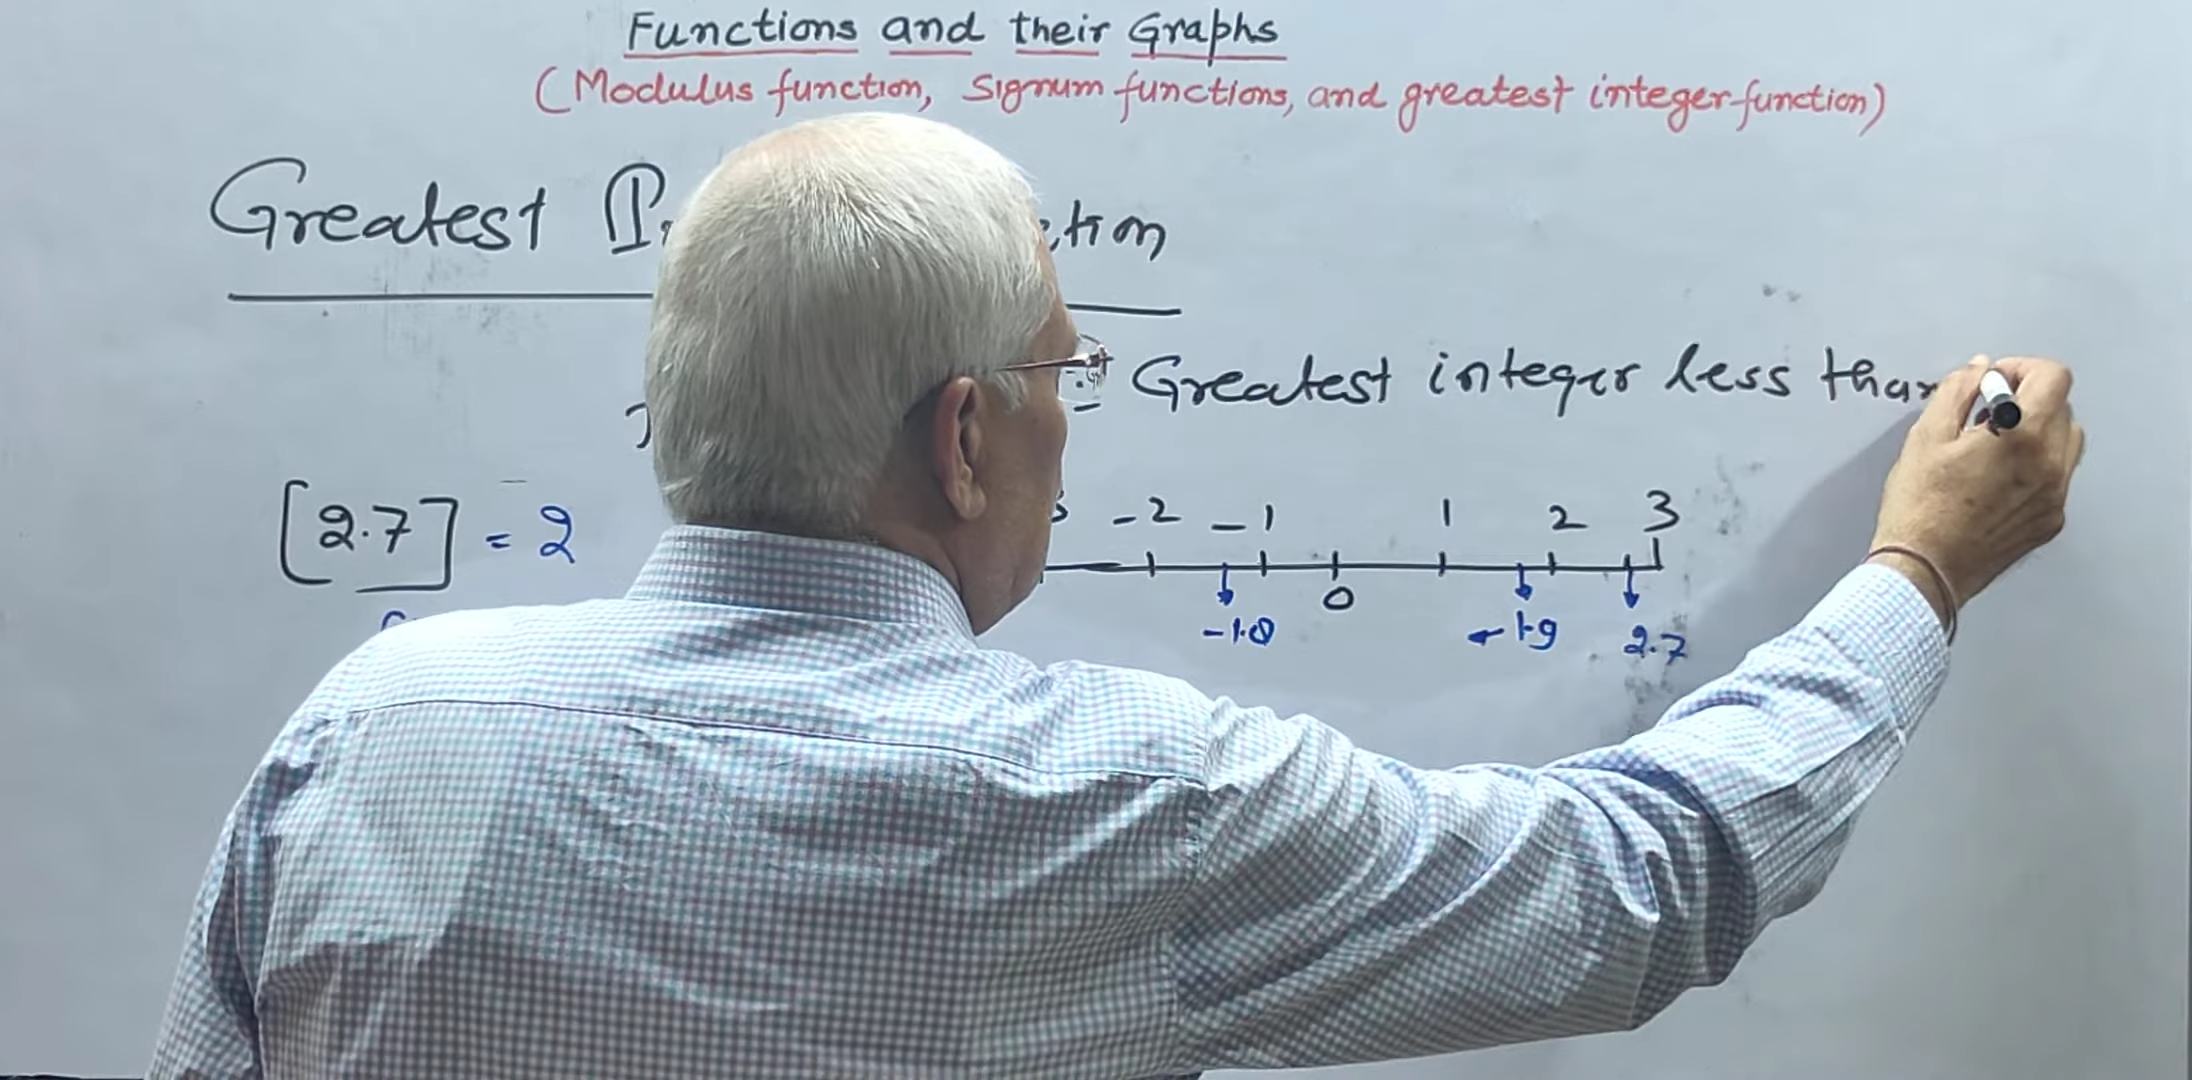 Functions and their Graphs
(Modulus function, Signum functions, and greatest integer function)
Greatest
= Greatest integer less than
[2.7] = 2
-2 -1 1 2 3
0
-1.8 1.9 2.7